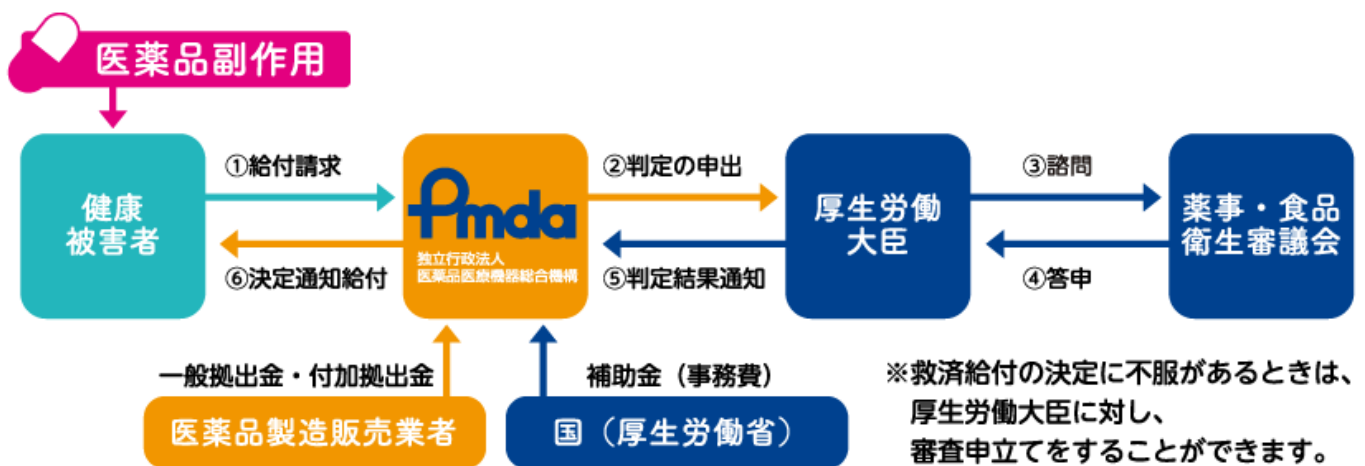 医薬品副作用
健康
被害者
①給付請求
⑥決定通知給付
Pmda
独立行政法人
医薬品医療機器総合機構
②判定の申出
⑤判定結果通知
厚生労働
大臣
③諮問
④答申
薬事・食品
衛生審議会
一般拠出金・付加拠出金
医薬品製造販売業者
補助金（事務費）
国（厚生労働省）
※救済給付の決定に不服があるときは、
厚生労働大臣に対し、
審査申立てをすることができます。